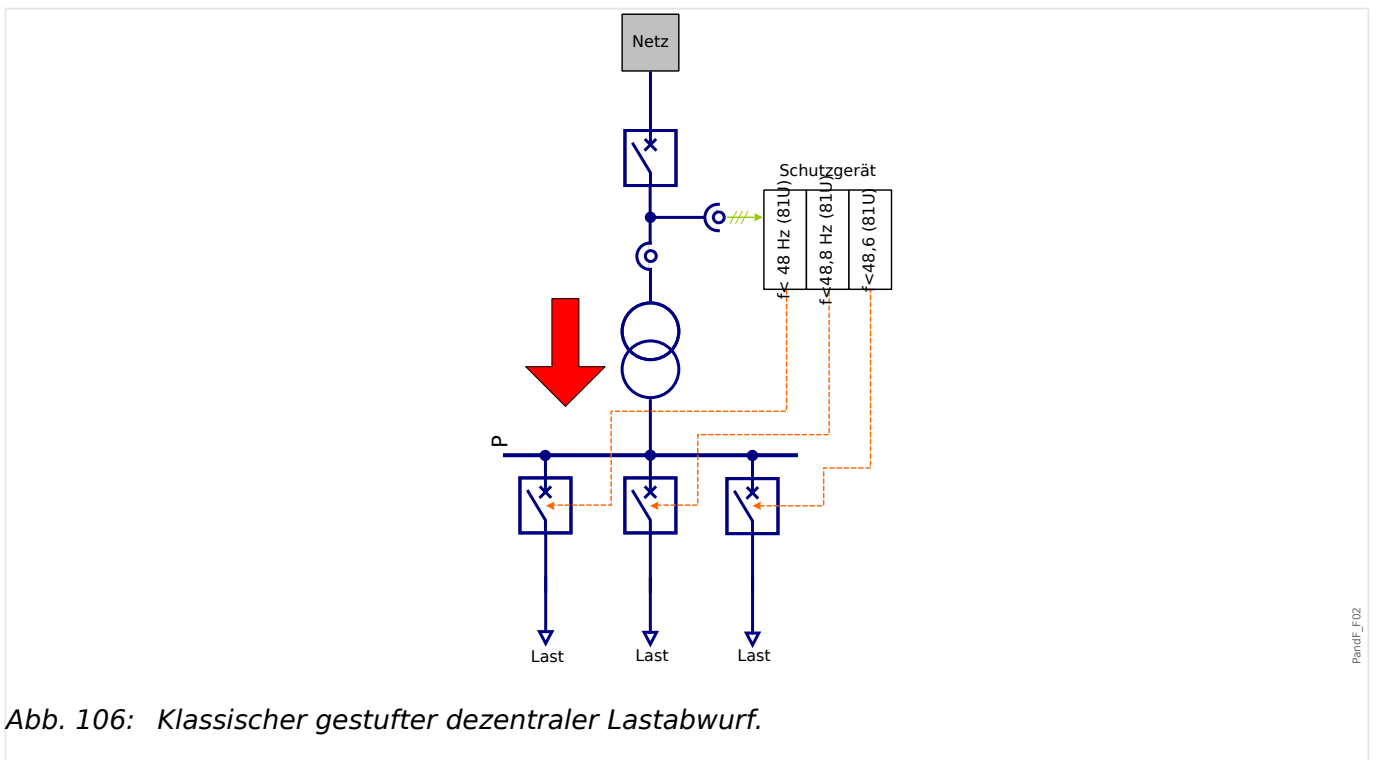 Netz
Schutzgerät
f< 48 Hz (81U)
f<48,8 Hz (81U)
f<48,6 (81U)
P
Last
Last
Last
PandF_F02
Abb. 106: Klassischer gestufter dezentraler Lastabwurf.